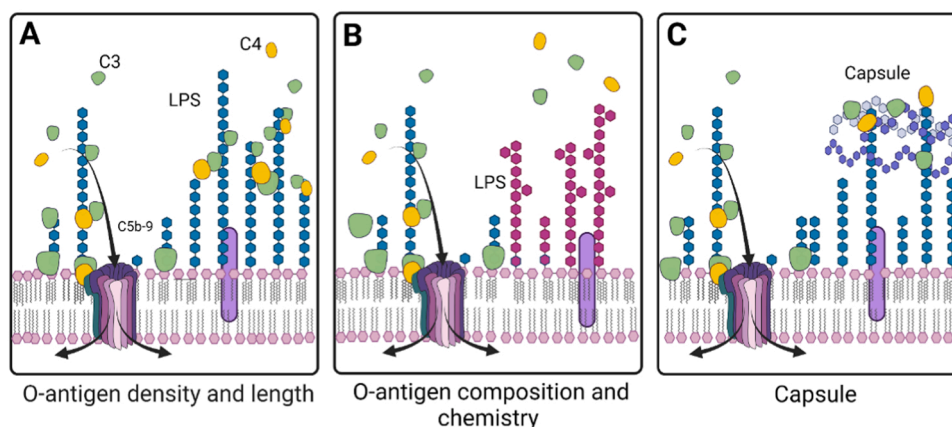 A
C3
C4
LPS
C5b-9
O-antigen density and length
B
LPS
O-antigen composition and
chemistry
C
Capsule
Capsule